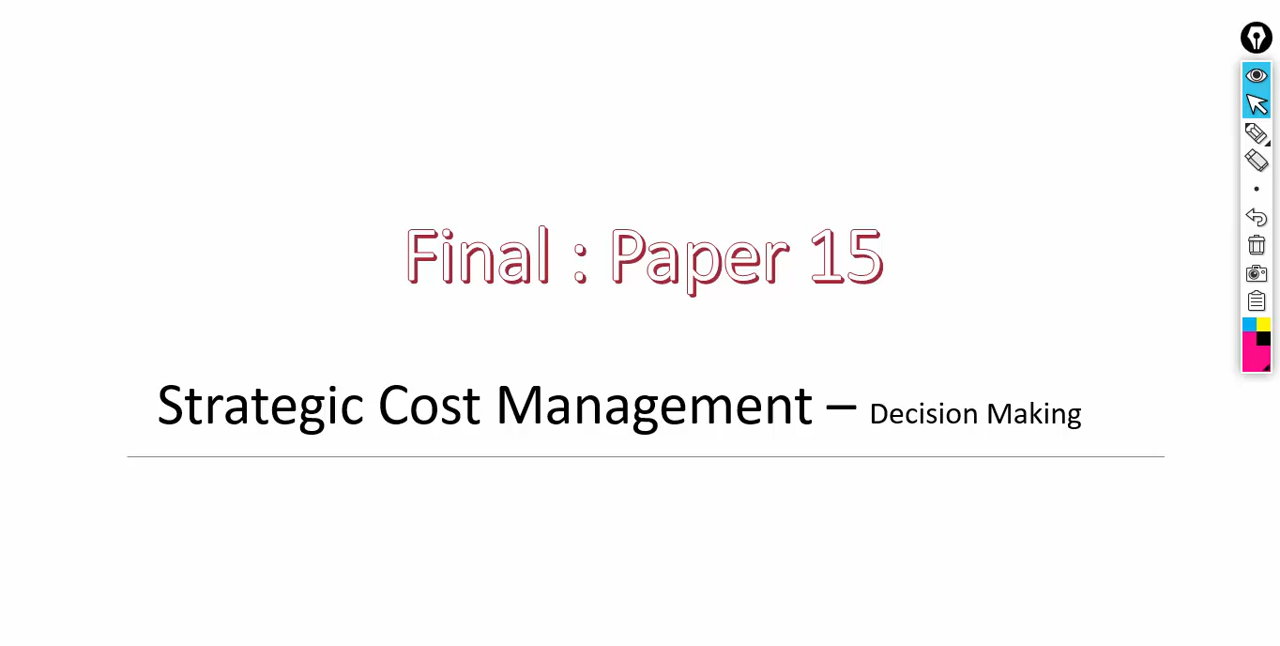 Final : Paper 15
Strategic Cost Management – Decision Making